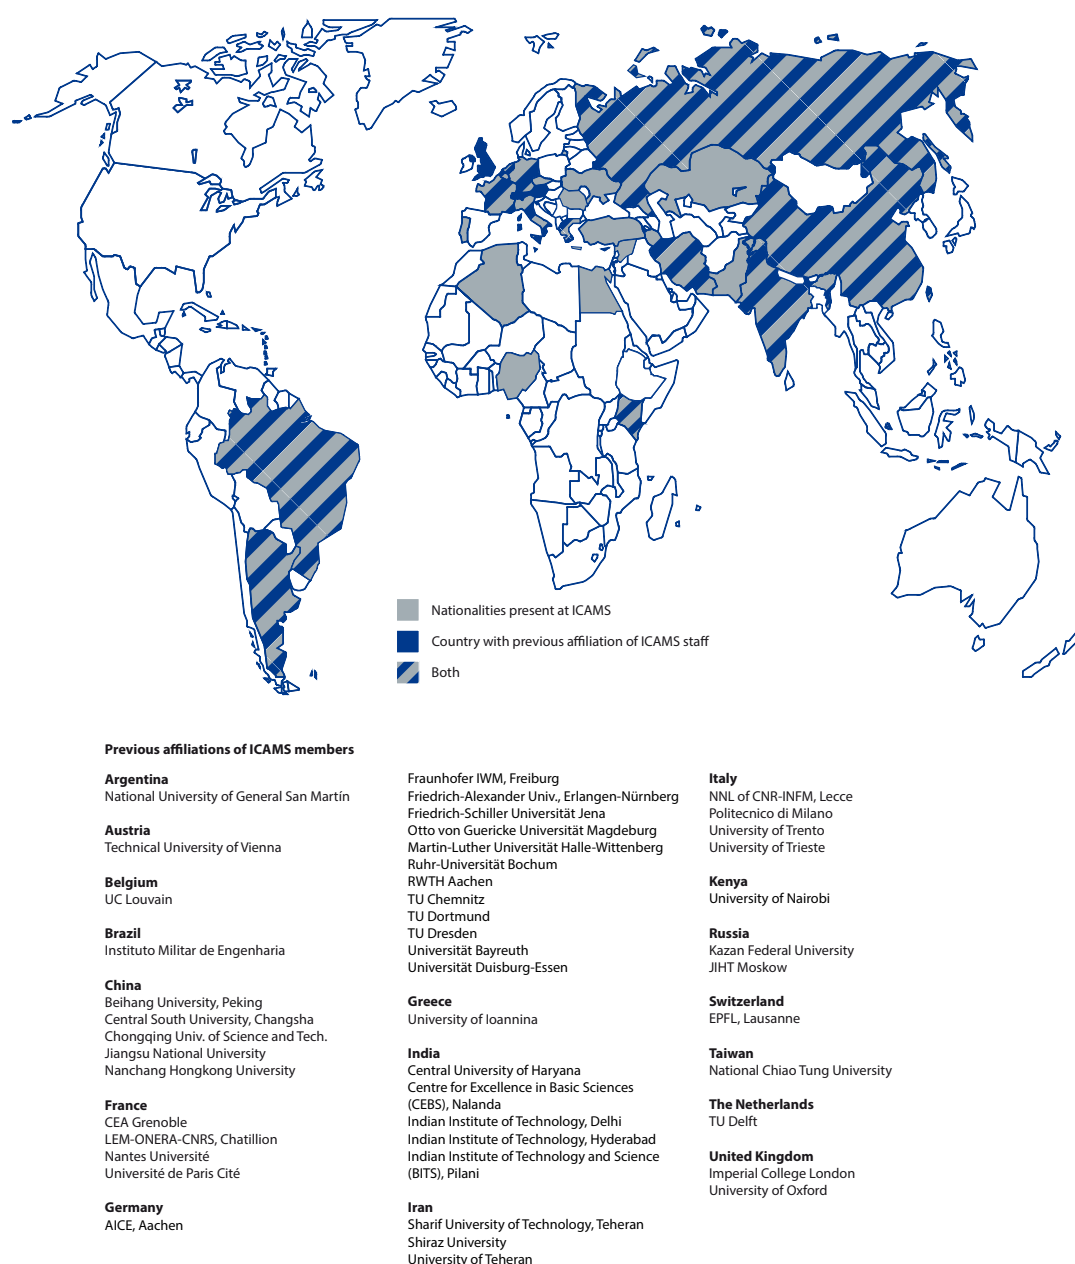 Nationalities present at ICAMS
Country with previous affiliation of ICAMS staff
Both
Previous affiliations of ICAMS members
Argentina
National University of General San Martín
Austria
Technical University of Vienna
Belgium
UC Louvain
Brazil
Instituto Militar de Engenharia
China
Beihang University, Peking
Central South University, Changsha
Chongqing Univ. of Science and Tech.
Jiangsu National University
Nanchang Hongkong University
France
CEA Grenoble
LEM-ONERA-CNRS, Chatillion
Nantes Université
Université de Paris Cité
Germany
AICE, Aachen
Fraunhofer IWM, Freiburg
Friedrich-Alexander Univ., Erlangen-Nürnberg
Friedrich-Schiller Universität Jena
Otto von Guericke Universität Magdeburg
Martin-Luther Universität Halle-Wittenberg
Ruhr-Universität Bochum
RWTH Aachen
TU Chemnitz
TU Dortmund
TU Dresden
Universität Bayreuth
Universität Duisburg-Essen
Greece
University of Ioannina
India
Central University of Haryana
Centre for Excellence in Basic Sciences
(CEBS), Nalanda
Indian Institute of Technology, Delhi
Indian Institute of Technology, Hyderabad
Indian Institute of Technology and Science
(BITS), Pilani
Iran
Sharif University of Technology, Teheran
Shiraz University
University of Teheran
Italy
NNL of CNR-INFM, Lecce
Politecnico di Milano
University of Trento
University of Trieste
Kenya
University of Nairobi
Russia
Kazan Federal University
JIHT Moskow
Switzerland
EPFL, Lausanne
Taiwan
National Chiao Tung University
The Netherlands
TU Delft
United Kingdom
Imperial College London
University of Oxford